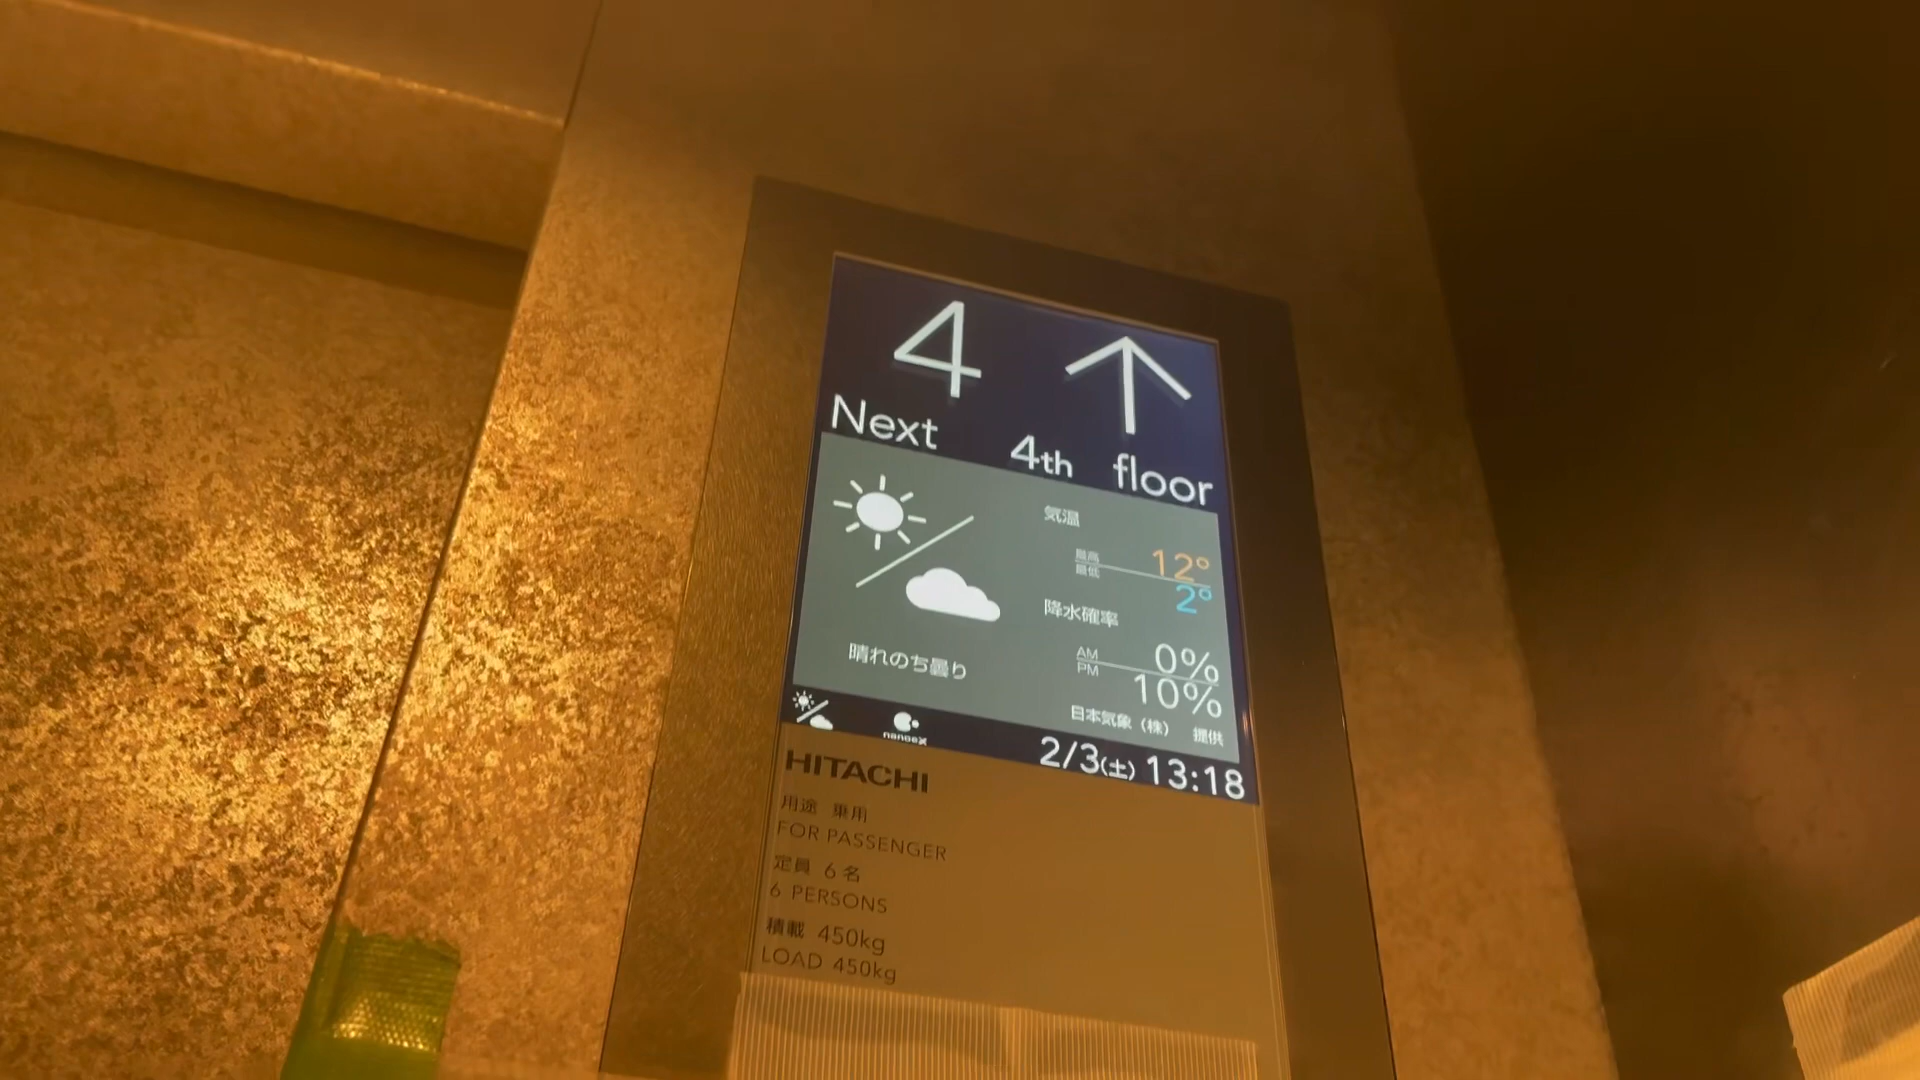 4 ↑
Next 4th floor
気温
最高 12°
最低 2°
降水確率
AM 0%
PM 10%
晴れのち曇り
日本気象（株） 提供
nanoeX
2/3(土) 13:18
HITACHI
用途 乗用
FOR PASSENGER
定員 6名
6 PERSONS
積載 450kg
LOAD 450kg